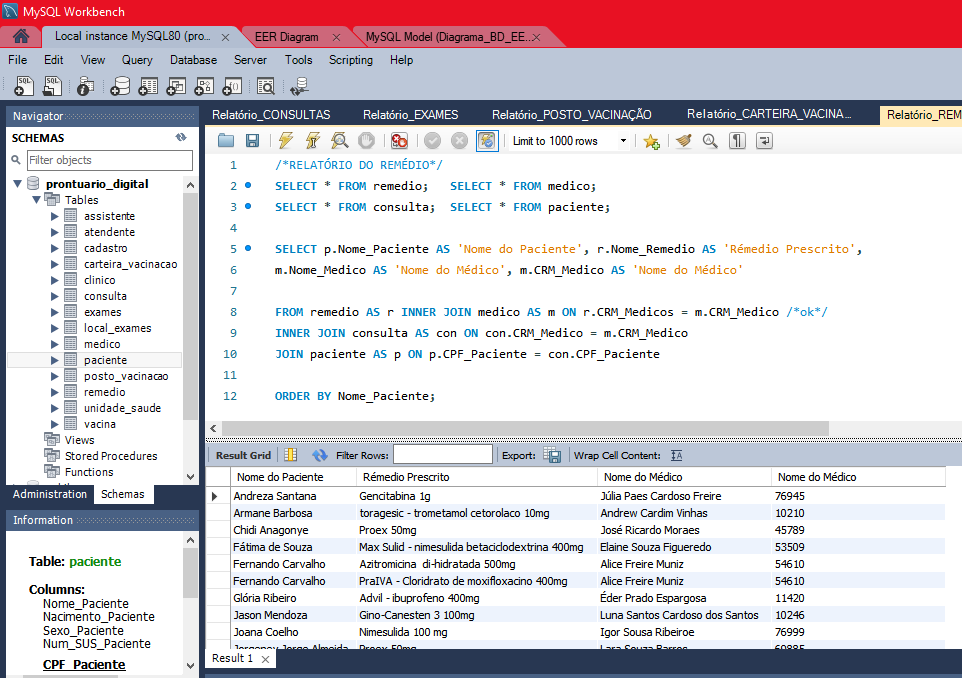 MySQL Workbench
Local instance MySQL80 (pro... × EER Diagram × MySQL Model (Diagrama_BD_EE...×
File Edit View Query Database Server Tools Scripting Help
Navigator
SCHEMAS
Filter objects
prontuario_digital
Tables
assistente
atendente
cadastro
carteira_vacinacao
clinico
consulta
exames
local_exames
medico
paciente
posto_vacinacao
remedio
unidade_saude
vacina
Views
Stored Procedures
Functions
Administration Schemas
Information
Table: paciente
Columns:
Nome_Paciente
Nacimento_Paciente
Sexo_Paciente
Num_SUS_Paciente
CPF_Paciente
Relatório_CONSULTAS Relatório_EXAMES Relatório_POSTO_VACINAÇÃO Relatório_CARTEIRA_VACINA... Relatório_REM
Limit to 1000 rows
1 /*RELATÓRIO DO REMÉDIO*/
2 SELECT * FROM remedio; SELECT * FROM medico;
3 SELECT * FROM consulta; SELECT * FROM paciente;
4
5 SELECT p.Nome_Paciente AS 'Nome do Paciente', r.Nome_Remedio AS 'Rémedio Prescrito',
6 m.Nome_Medico AS 'Nome do Médico', m.CRM_Medico AS 'Nome do Médico'
7
8 FROM remedio AS r INNER JOIN medico AS m ON r.CRM_Medicos = m.CRM_Medico /*ok*/
9 INNER JOIN consulta AS con ON con.CRM_Medico = m.CRM_Medico
10 JOIN paciente AS p ON p.CPF_Paciente = con.CPF_Paciente
11
12 ORDER BY Nome_Paciente;
Result Grid Filter Rows: Export: Wrap Cell Content:
Nome do Paciente Rémedio Prescrito Nome do Médico Nome do Médico
Andreza Santana Gencitabina 1g Júlia Paes Cardoso Freire 76945
Armane Barbosa toragesic - trometamol cetorolaco 10mg Andrew Cardim Vinhas 10210
Chidi Anagonye Proex 50mg José Ricardo Moraes 45789
Fátima de Souza Max Sulid - nimesulida betaciclodextrina 400mg Elaine Souza Figueredo 53509
Fernando Carvalho Azitromicina di-hidratada 500mg Alice Freire Muniz 54610
Fernando Carvalho PraIVA - Cloridrato de moxifloxacino 400mg Alice Freire Muniz 54610
Glória Ribeiro Advil - ibuprofeno 400mg Éder Prado Espargosa 11420
Jason Mendoza Gino-Canesten 3 100mg Luna Santos Cardoso dos Santos 10246
Joana Coelho Nimesulida 100 mg Igor Sousa Ribeiroe 76999
Jorge Almeida Proex 50mg Lara Souza Barros
Result 1 ×